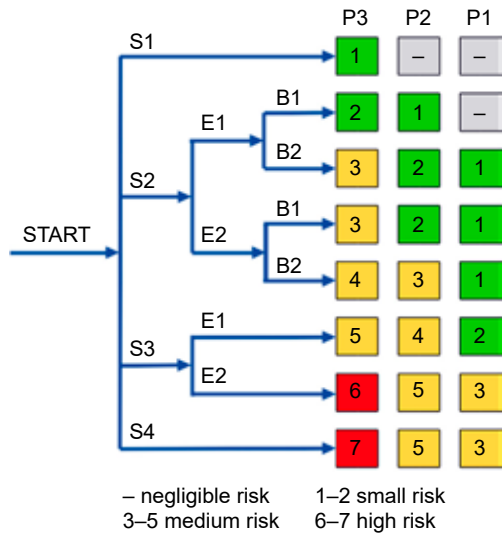 P3 P2 P1
S1 1 – –
B1 2 1 –
E1
B2 3 2 1
S2
B1 3 2 1
START E2
B2 4 3 1
E1 5 4 2
S3
E2 6 5 3
S4 7 5 3
– negligible risk 1–2 small risk
3–5 medium risk 6–7 high risk